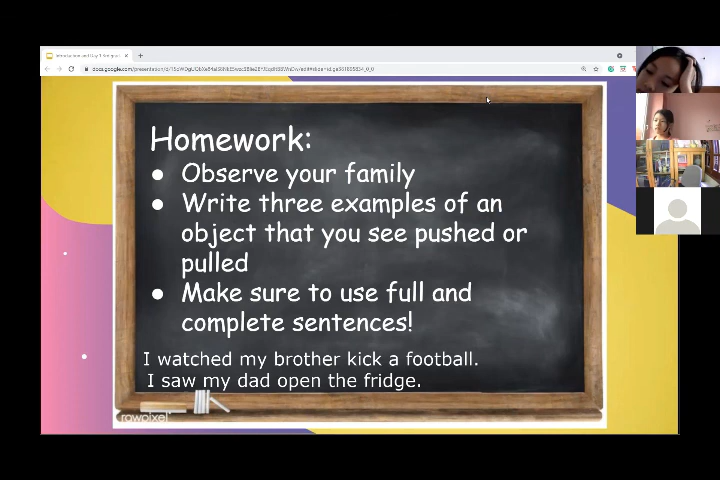 Homework:
● Observe your family
● Write three examples of an
object that you see pushed or
pulled
● Make sure to use full and
complete sentences!
I watched my brother kick a football.
I saw my dad open the fridge.
rawpixel